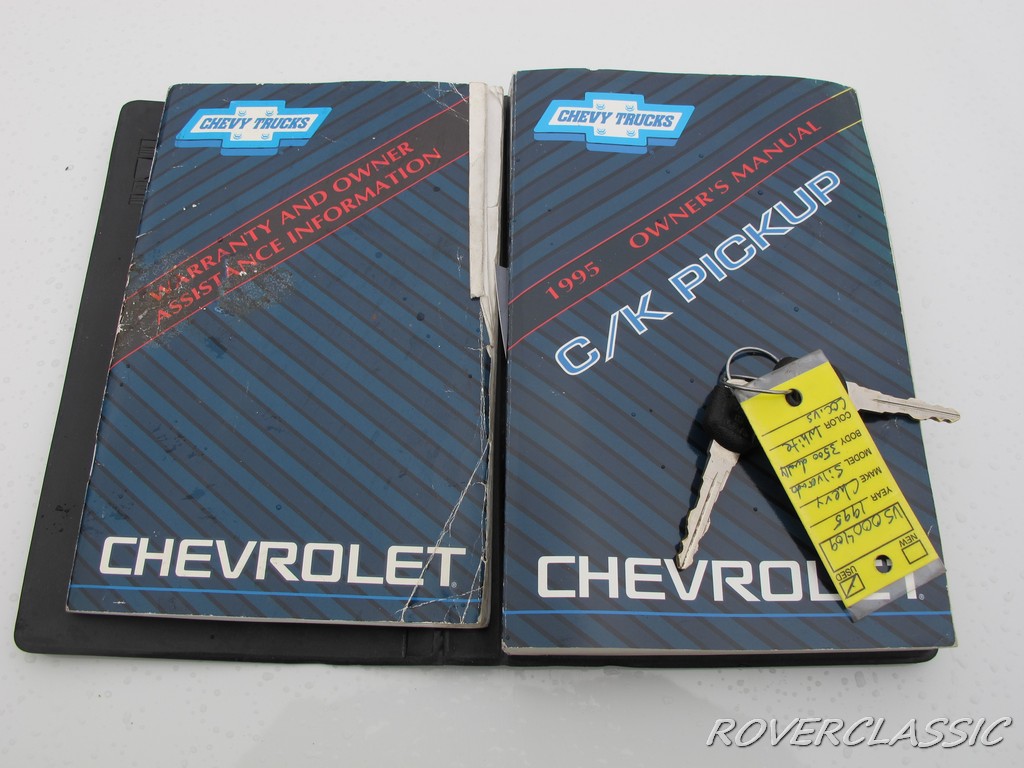 CHEVY TRUCKS
WARRANTY AND OWNER
ASSISTANCE INFORMATION
CHEVROLET
CHEVY TRUCKS
1995 OWNER'S MANUAL
C/K PICKUP
CHEVROLET
NEW
USED
US000469
YEAR 1995
MAKE Chevy
MODEL Silverado
BODY 3500 dually
COLOR White
ROVERCLASSIC